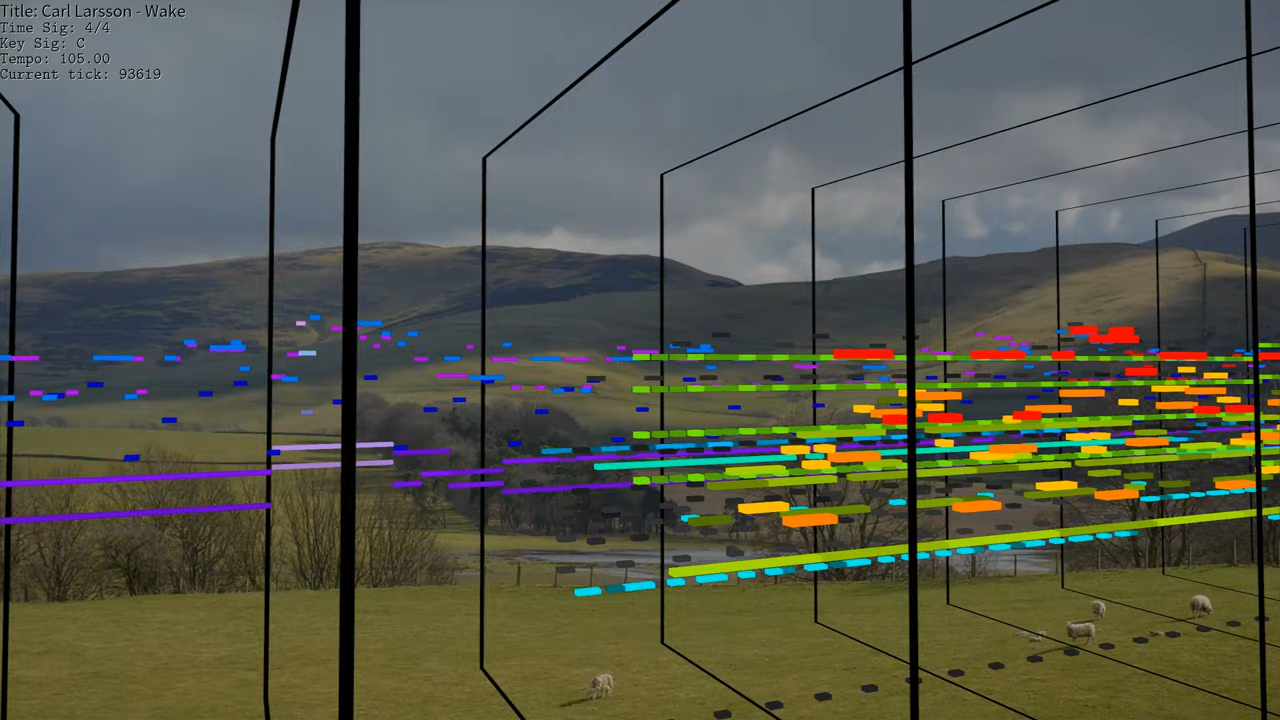 Title: Carl Larsson - Wake
Time Sig: 4/4
Key Sig: C
Tempo: 105.00
Current tick: 93619